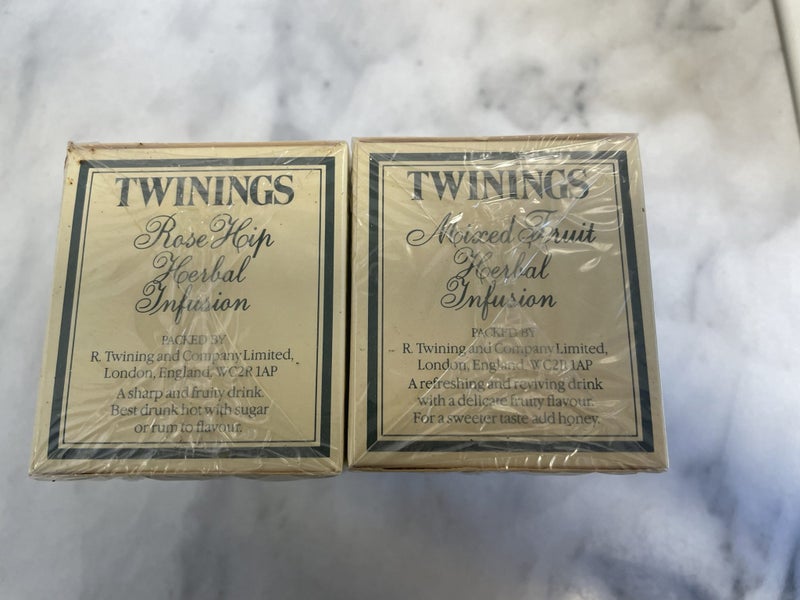 TWININGS
Rose Hip
Herbal
Infusion
PACKED BY
R. Twining and Company Limited,
London, England, WC2R 1AP
A sharp and fruity drink.
Best drunk hot with sugar
or rum to flavour.
TWININGS
Mixed Fruit
Herbal
Infusion
PACKED BY
R. Twining and Company Limited,
London, England, WC2R 1AP
A refreshing and reviving drink
with a delicate fruity flavour.
For a sweeter taste add honey.